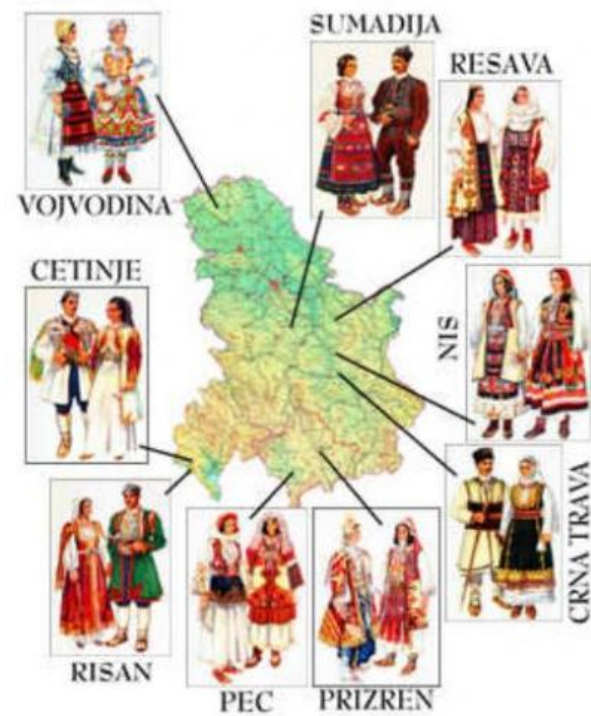 SUMADIJA
RESAVA
VOJVODINA
CETINJE
NIS
CRNA TRAVA
RISAN
PEC
PRIZREN